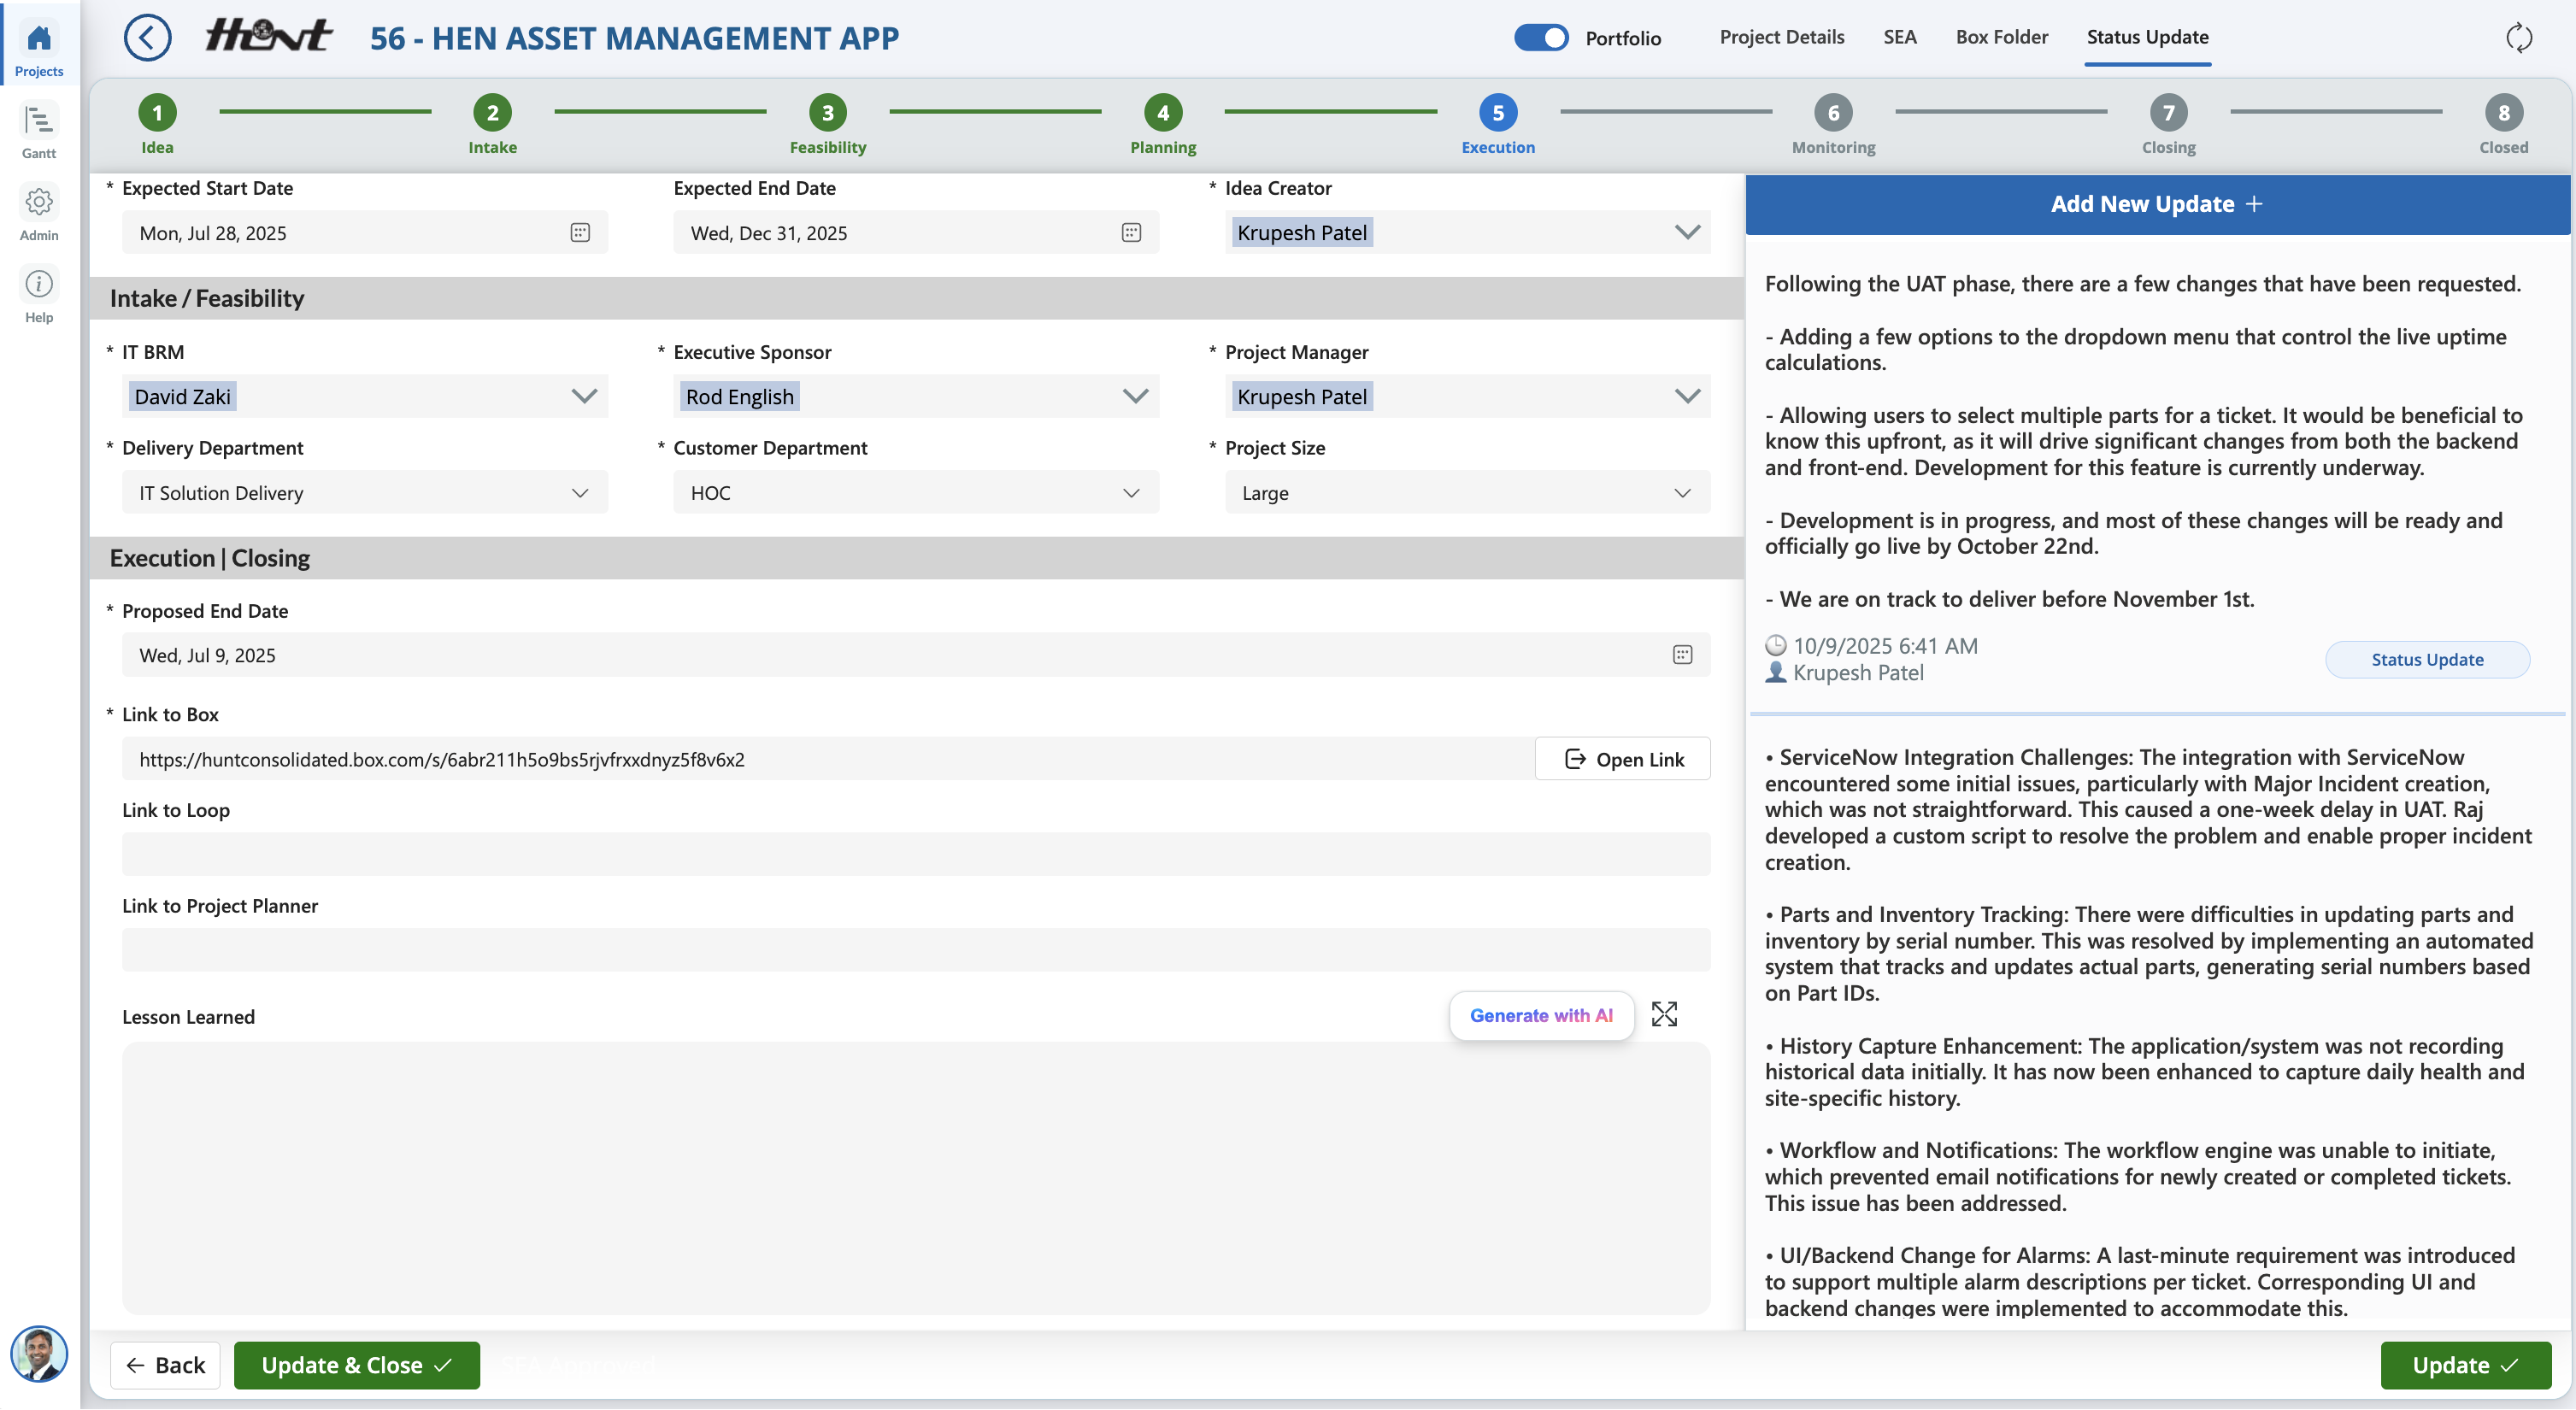 Projects
Gantt
Admin
Help
Hunt
56 - HEN ASSET MANAGEMENT APP
Portfolio
Project Details
SEA
Box Folder
Status Update
1
Idea
2
Intake
3
Feasibility
4
Planning
5
Execution
6
Monitoring
7
Closing
8
Closed
* Expected Start Date
Mon, Jul 28, 2025
Expected End Date
Wed, Dec 31, 2025
* Idea Creator
Krupesh Patel
Intake / Feasibility
* IT BRM
David Zaki
* Executive Sponsor
Rod English
* Project Manager
Krupesh Patel
* Delivery Department
IT Solution Delivery
* Customer Department
HOC
* Project Size
Large
Execution | Closing
* Proposed End Date
Wed, Jul 9, 2025
* Link to Box
https://huntconsolidated.box.com/s/6abr211h5o9bs5rjvfrxxdnyz5f8v6x2
Open Link
Link to Loop
Link to Project Planner
Lesson Learned
Generate with AI
Back
Update & Close
Add New Update +
Following the UAT phase, there are a few changes that have been requested.
- Adding a few options to the dropdown menu that control the live uptime
calculations.
- Allowing users to select multiple parts for a ticket. It would be beneficial to
know this upfront, as it will drive significant changes from both the backend
and front-end. Development for this feature is currently underway.
- Development is in progress, and most of these changes will be ready and
officially go live by October 22nd.
- We are on track to deliver before November 1st.
10/9/2025 6:41 AM
Krupesh Patel
Status Update
• ServiceNow Integration Challenges: The integration with ServiceNow
encountered some initial issues, particularly with Major Incident creation,
which was not straightforward. This caused a one-week delay in UAT. Raj
developed a custom script to resolve the problem and enable proper incident
creation.
• Parts and Inventory Tracking: There were difficulties in updating parts and
inventory by serial number. This was resolved by implementing an automated
system that tracks and updates actual parts, generating serial numbers based
on Part IDs.
• History Capture Enhancement: The application/system was not recording
historical data initially. It has now been enhanced to capture daily health and
site-specific history.
• Workflow and Notifications: The workflow engine was unable to initiate,
which prevented email notifications for newly created or completed tickets.
This issue has been addressed.
• UI/Backend Change for Alarms: A last-minute requirement was introduced
to support multiple alarm descriptions per ticket. Corresponding UI and
backend changes were implemented to accommodate this.
Update